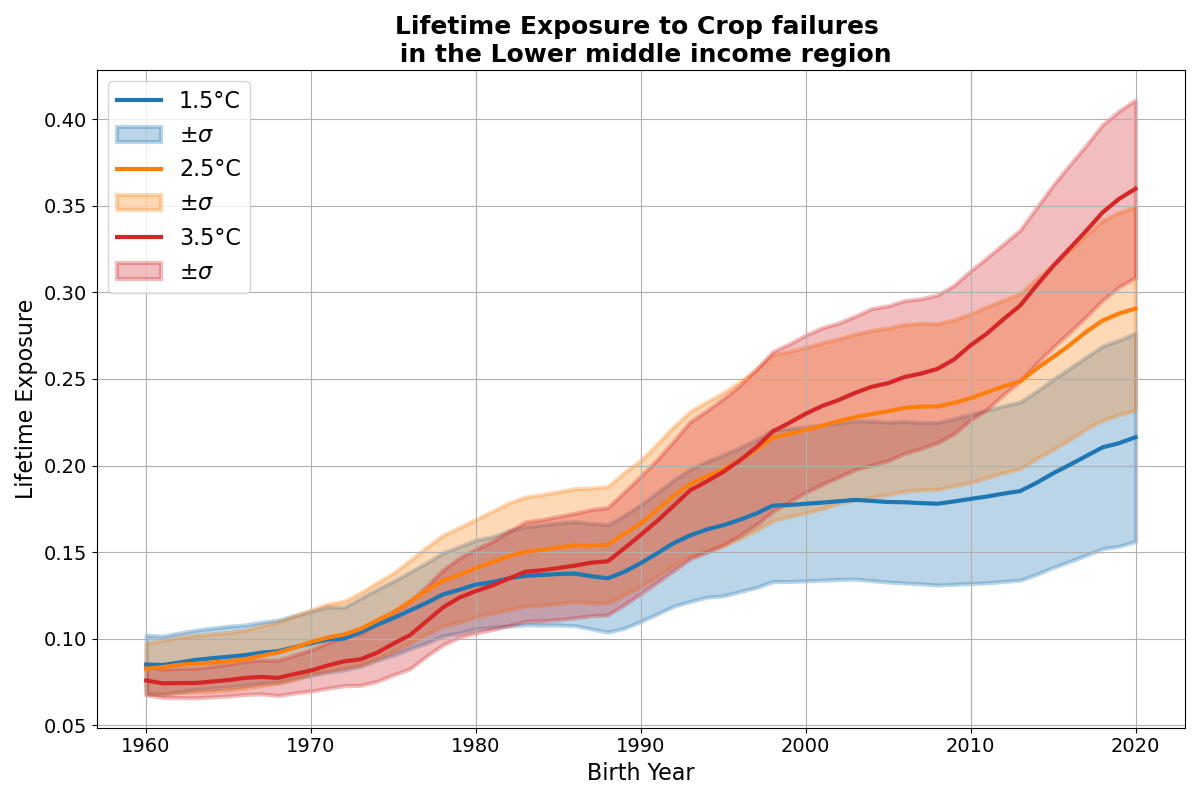 Lifetime Exposure to Crop failures
in the Lower middle income region
1.5°C
±σ
2.5°C
±σ
3.5°C
±σ
Lifetime Exposure
0.40
0.35
0.30
0.25
0.20
0.15
0.10
0.05
1960 1970 1980 1990 2000 2010 2020
Birth Year